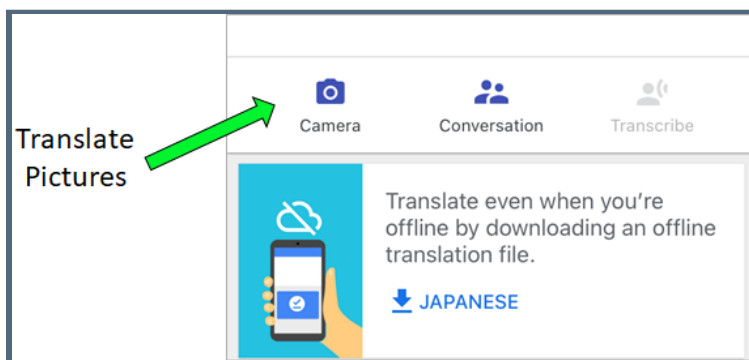 Translate
Pictures
Camera
Conversation
Transcribe
Translate even when you're
offline by downloading an offline
translation file.
JAPANESE